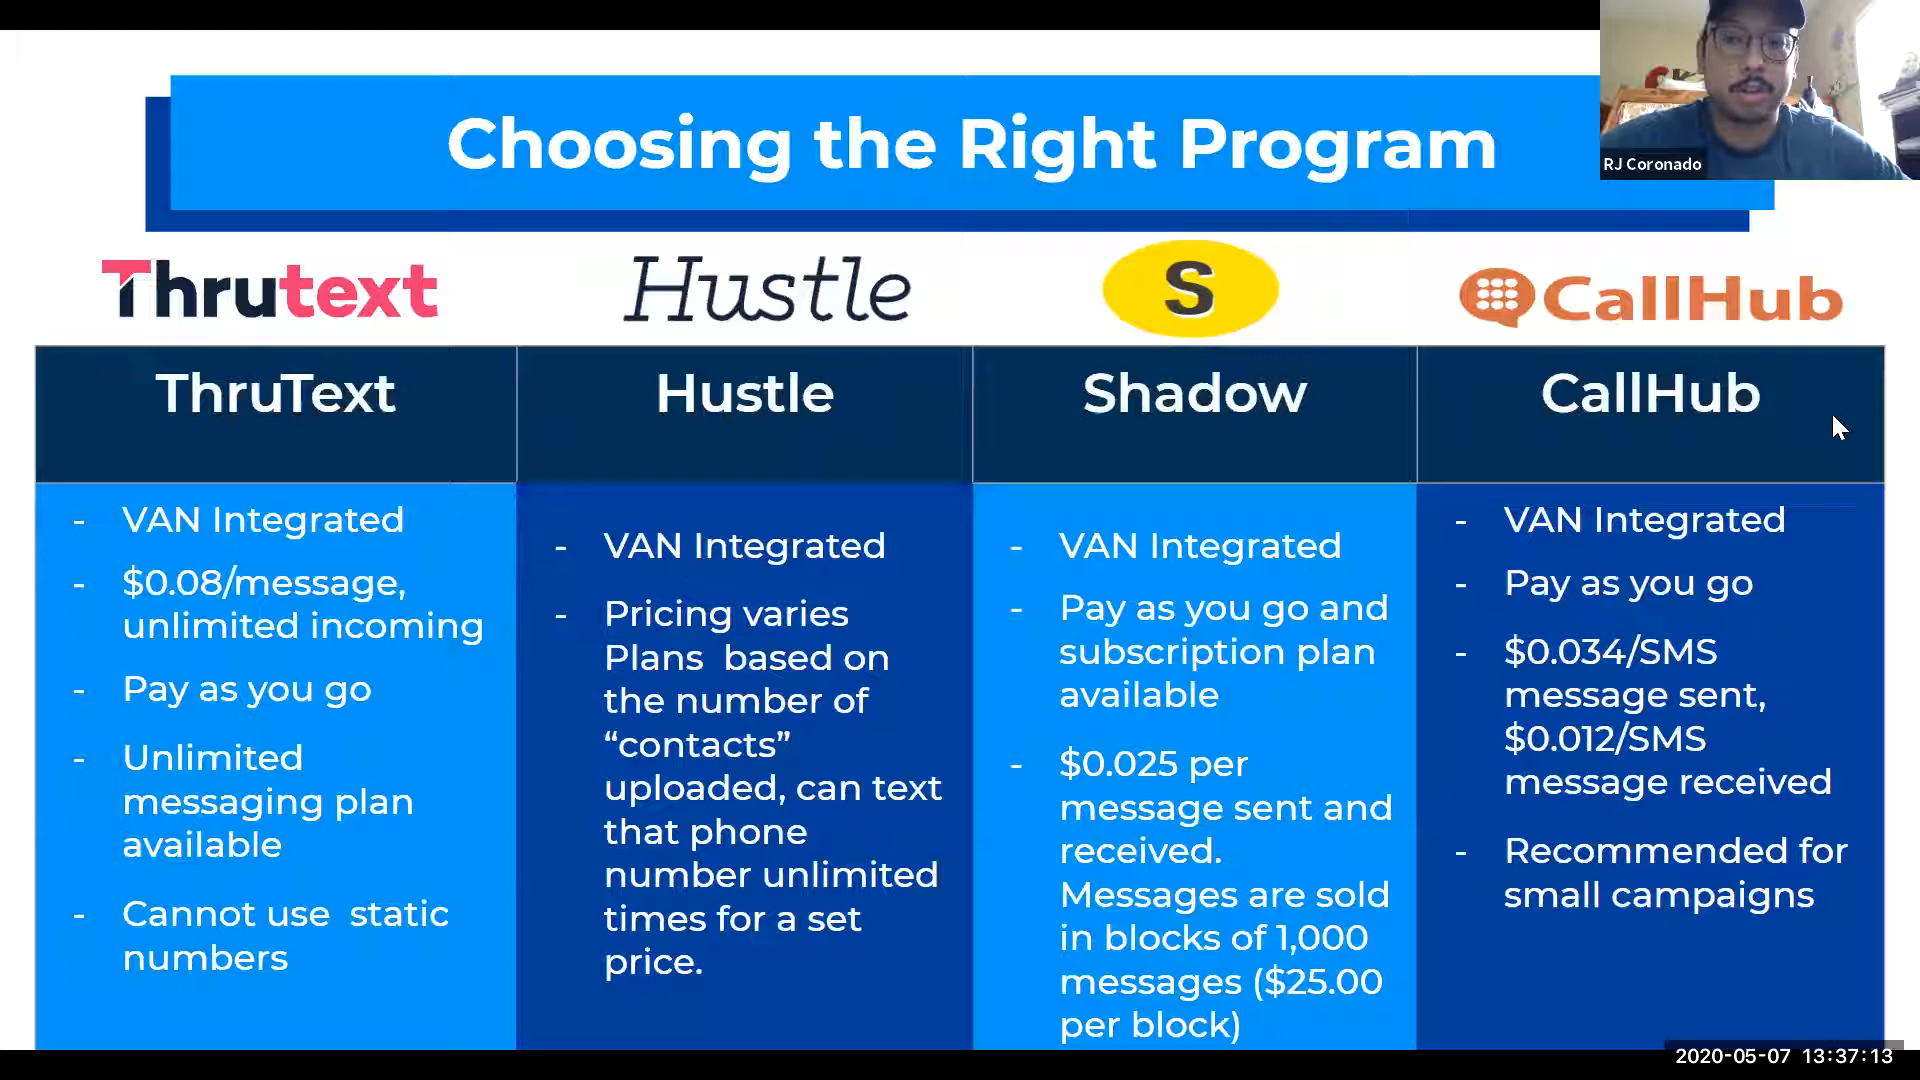 Choosing the Right Program
RJ Coronado
Thrutext
Hustle
S
CallHub
ThruText
Hustle
Shadow
CallHub
- VAN Integrated
- $0.08/message,
unlimited incoming
- Pay as you go
- Unlimited
messaging plan
available
- Cannot use static
numbers
- VAN Integrated
- Pricing varies
Plans based on
the number of
“contacts”
uploaded, can text
that phone
number unlimited
times for a set
price.
- VAN Integrated
- Pay as you go and
subscription plan
available
- $0.025 per
message sent and
received.
Messages are sold
in blocks of 1,000
messages ($25.00
per block)
- VAN Integrated
- Pay as you go
- $0.034/SMS
message sent,
$0.012/SMS
message received
- Recommended for
small campaigns
2020-05-07 13:37:13